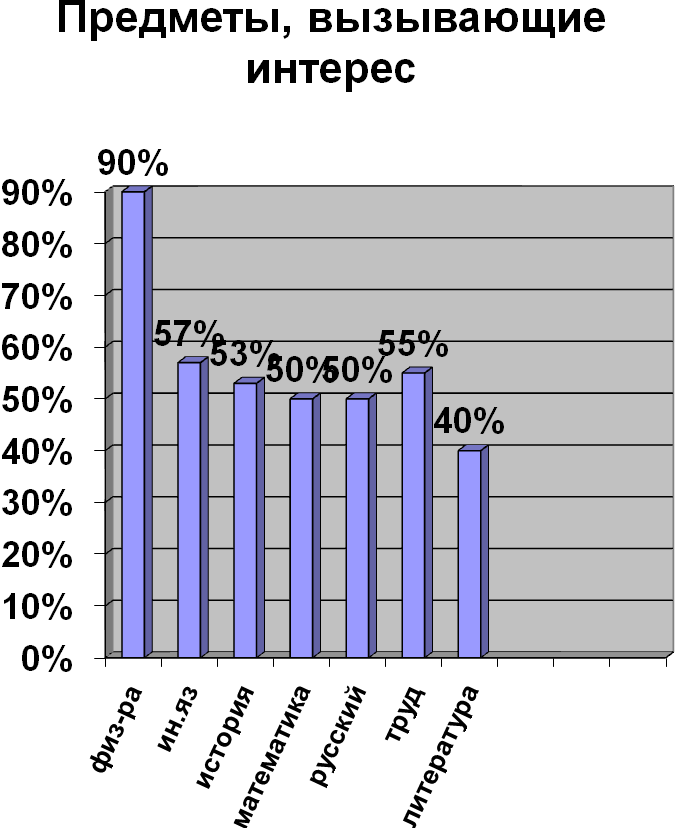 Предметы, вызывающие
интерес
90%
90%
80%
70%
60%
50%
40%
30%
20%
10%
0%
57%
53%
50%
50%
55%
40%
физ-ра
ин.яз
история
математика
русский
труд
литература